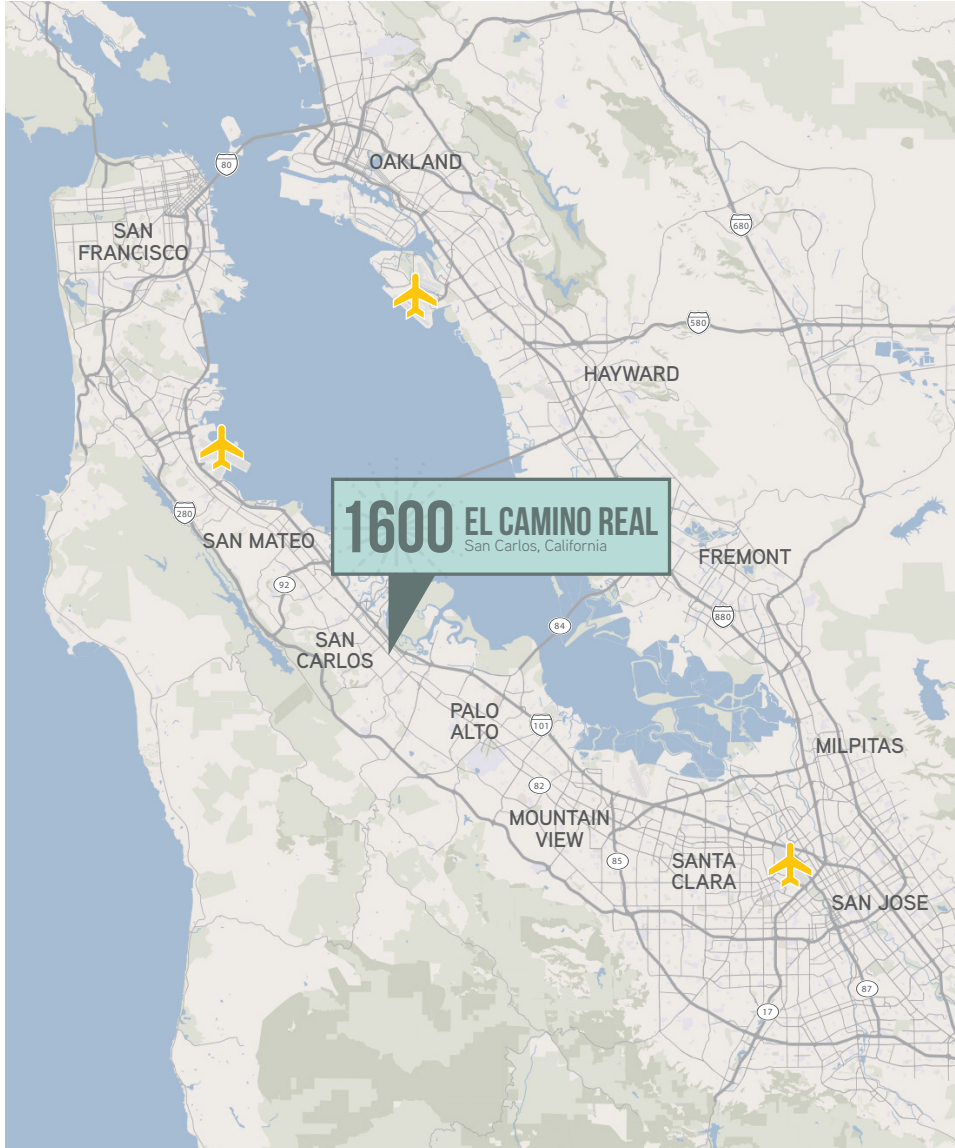 80
OAKLAND
SAN
FRANCISCO
680
580
HAYWARD
280
SAN MATEO
1600 EL CAMINO REAL
San Carlos, California
FREMONT
92
880
84
SAN
CARLOS
PALO
ALTO
101
MILPITAS
82
MOUNTAIN
VIEW
85
SANTA
CLARA
SAN JOSE
87
17